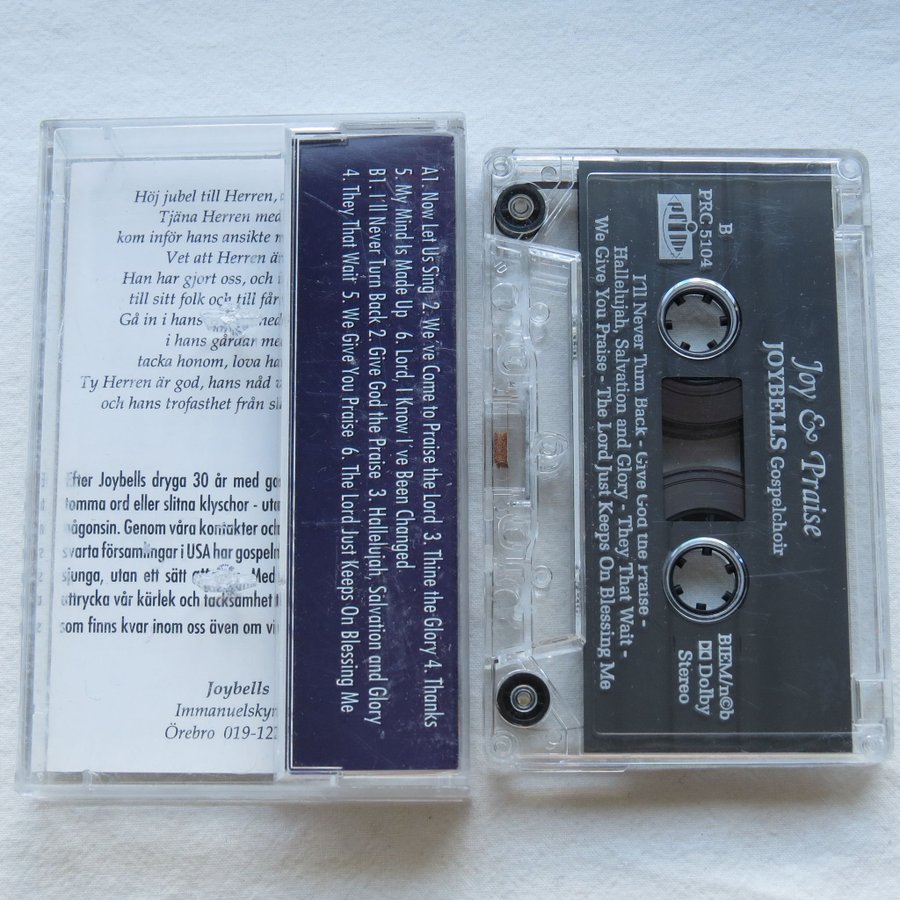 Höj jubel till Herren,
Tjäna Herren med
kom inför hans ansikte
Vet att Herren är
Han har gjort oss, och
till sitt folk och till får
Gå in i hans med
i hans gårdar med
tacka honom, lova
Ty Herren är god, hans nåd
och hans trofasthet från
Efter Joybells dryga 30 år med
tomma ord eller slitna klyschor - utan
någonsin. Genom våra kontakter och
svarta församlingar i USA har gospeln
sjunga, utan ett sätt att Med
uttrycka vår kärlek och tacksamhet
som finns kvar inom oss även om vi
Joybells
Immanuelskyr
Örebro 019-12
A1. Now Let Us Sing 2. We've Come to Praise the Lord 3. Thine the Glory 4. Thanks
5. My Mind Is Made Up 6. Lord, I Know I've Been Changed
B1. I'll Never Turn Back 2. Give God the Praise 3. Hallelujah, Salvation and Glory
4. They That Wait 5. We Give You Praise 6. The Lord Just Keeps On Blessing Me
Joy & Praise
JOYBELLS Gospelchoir
B
PRC 5104
prim
BIEM/n©b
Dolby
Stereo
I'll Never Turn Back - Give God the Praise -
Hallelujah, Salvation and Glory - They That Wait -
We Give You Praise - The Lord Just Keeps On Blessing Me